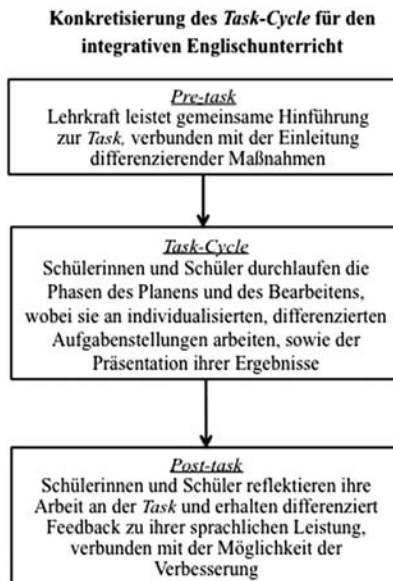 Konkretisierung des Task-Cycle für den
integrativen Englischunterricht
Pre-task
Lehrkraft leistet gemeinsame Hinführung
zur Task, verbunden mit der Einleitung
differenzierender Maßnahmen
Task-Cycle
Schülerinnen und Schüler durchlaufen die
Phasen des Planens und des Bearbeitens,
wobei sie an individualisierten, differenzierten
Aufgabenstellungen arbeiten, sowie der
Präsentation ihrer Ergebnisse
Post-task
Schülerinnen und Schüler reflektieren ihre
Arbeit an der Task und erhalten differenziert
Feedback zu ihrer sprachlichen Leistung,
verbunden mit der Möglichkeit der
Verbesserung